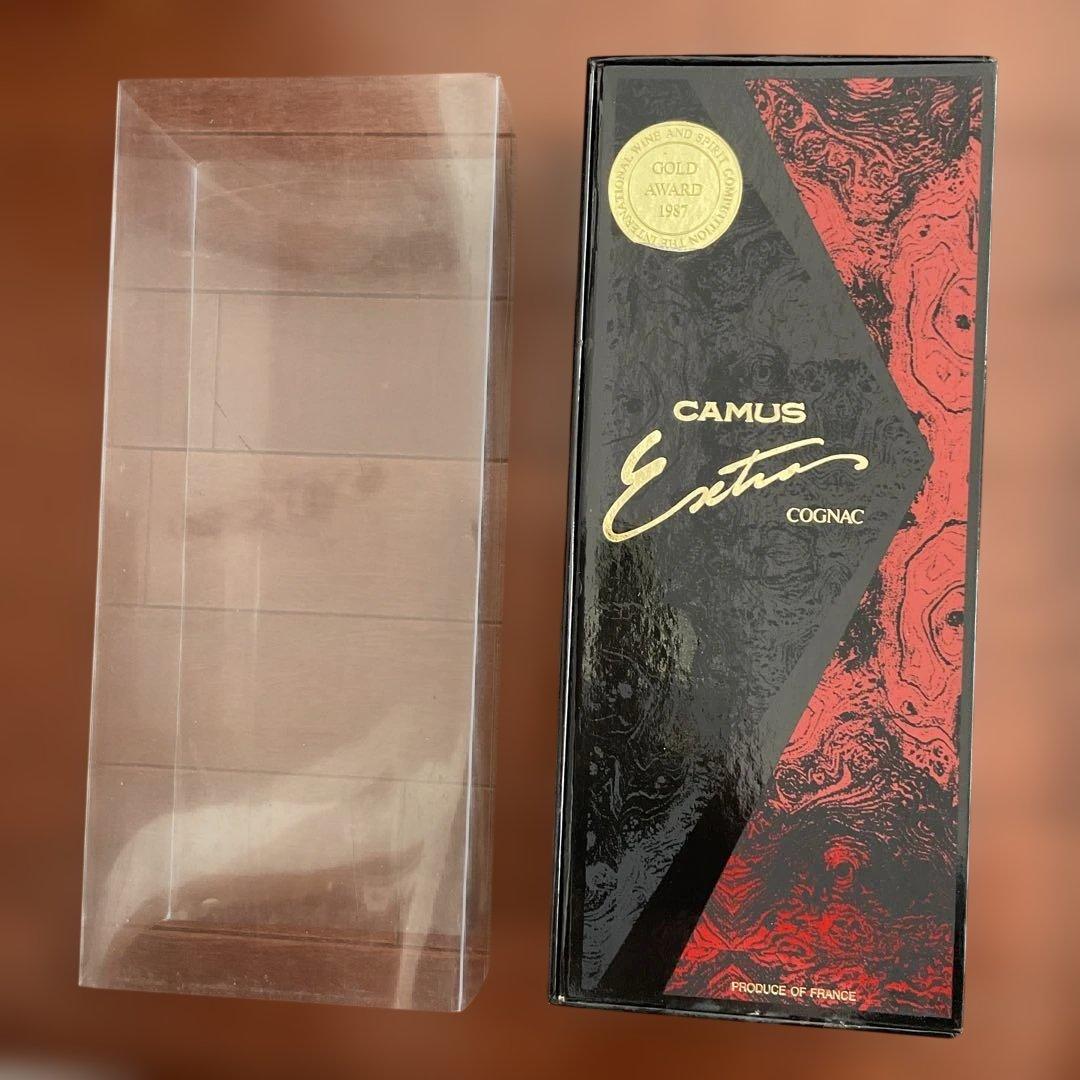 THE INTERNATIONAL WINE AND SPIRIT COMPETITION
GOLD
AWARD
1987
CAMUS
Extra
COGNAC
PRODUCE OF FRANCE